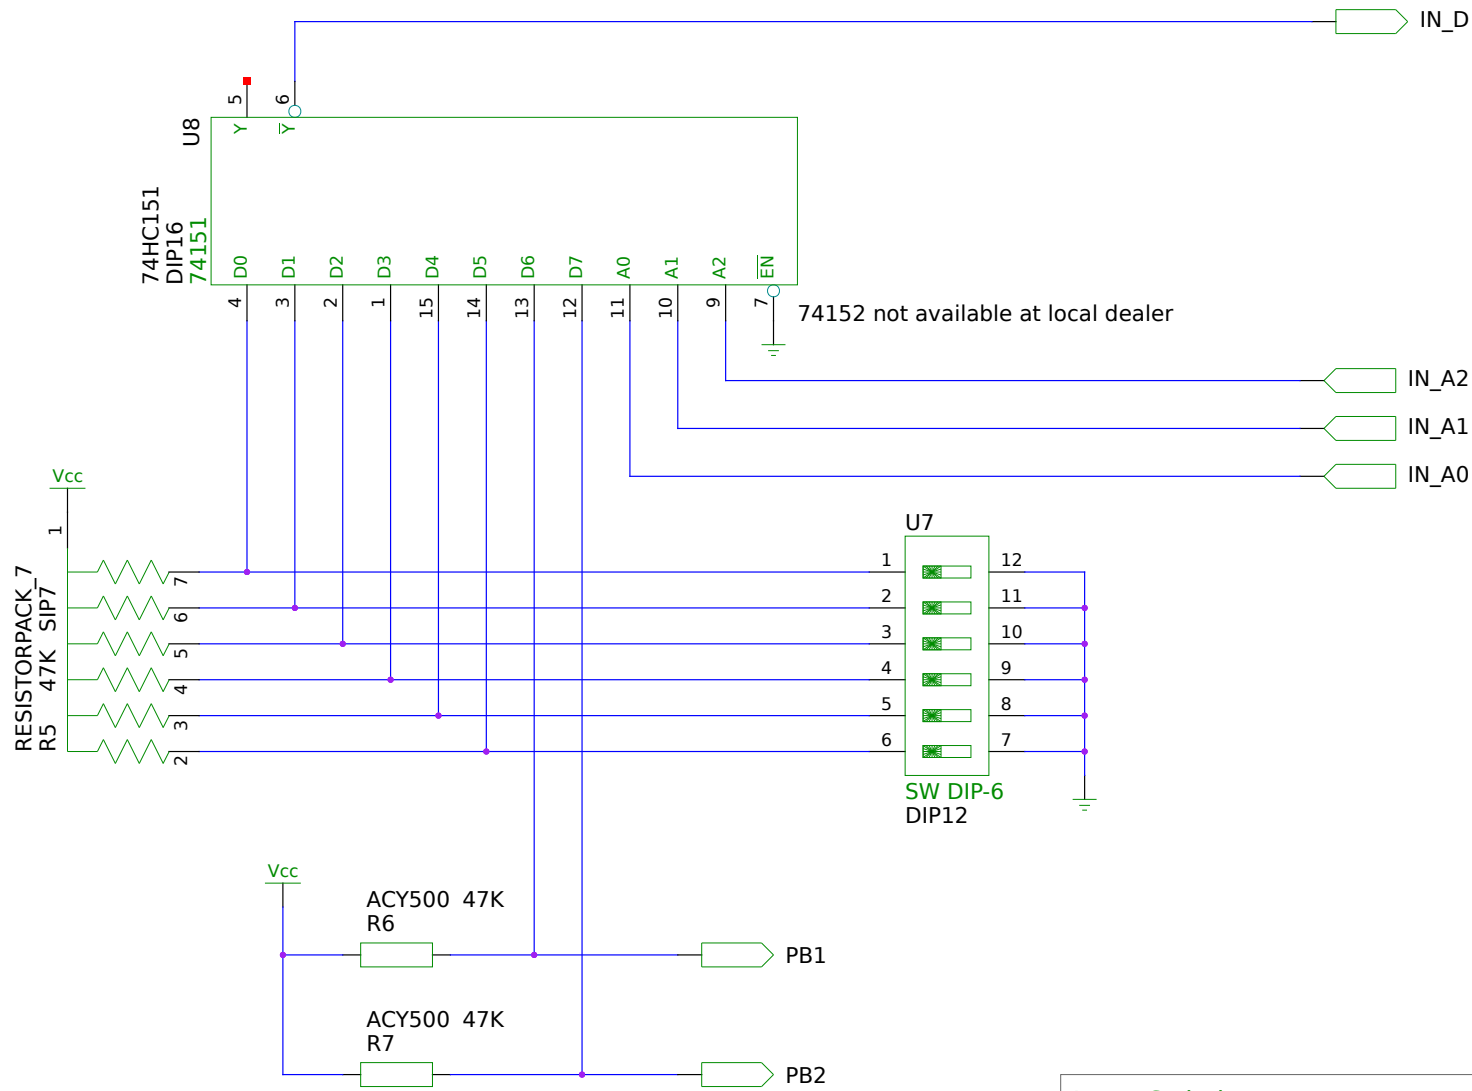 IN_D
5
6
U8
Y
Y
74HC151
DIP16
74151
D0
D1
D2
D3
D4
D5
D6
D7
A0
A1
A2
EN
4
3
2
1
15
14
13
12
11
10
9
7
74152 not available at local dealer
IN_A2
IN_A1
IN_A0
Vcc
1
U7
RESISTORPACK_7
SIP7
47K
R5
7
6
5
4
3
2
1
2
3
4
5
6
12
11
10
9
8
7
SW DIP-6
DIP12
Vcc
ACY500 47K
R6
PB1
ACY500 47K
R7
PB2